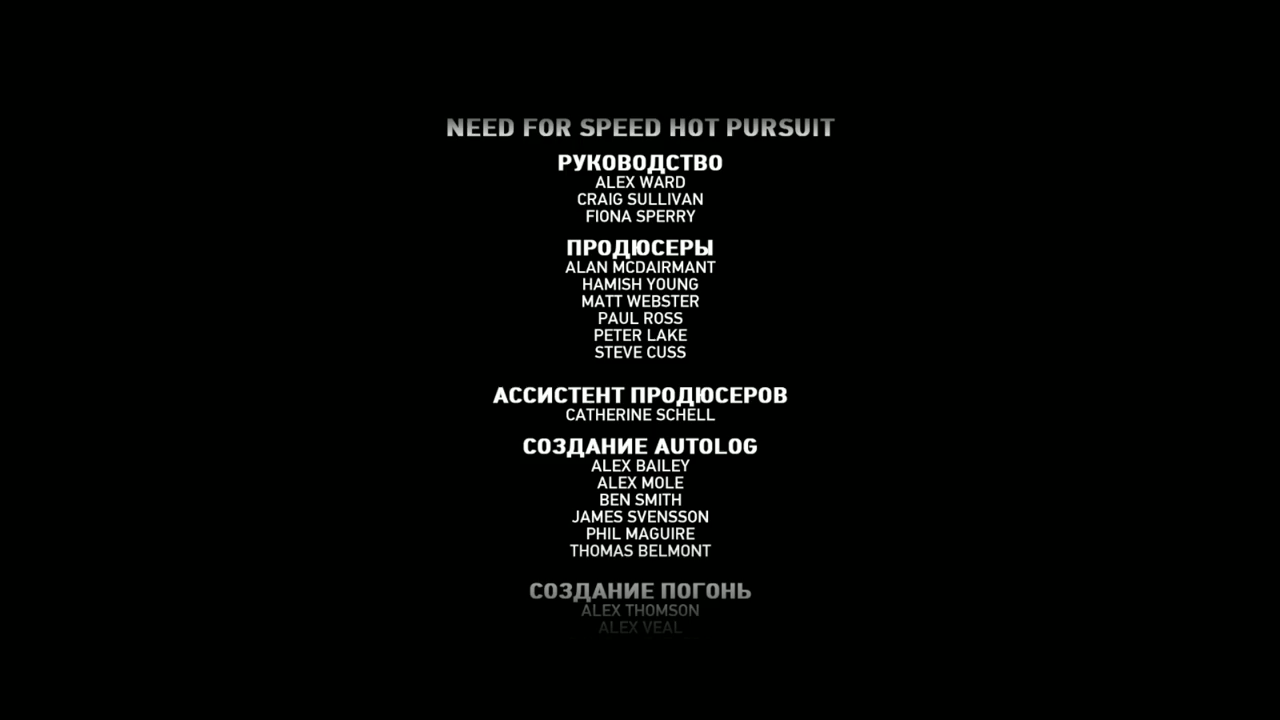 NEED FOR SPEED HOT PURSUIT
РУКОВОДСТВО
ALEX WARD
CRAIG SULLIVAN
FIONA SPERRY
ПРОДЮСЕРЫ
ALAN MCDAIRMANT
HAMISH YOUNG
MATT WEBSTER
PAUL ROSS
PETER LAKE
STEVE CUSS
АССИСТЕНТ ПРОДЮСЕРОВ
CATHERINE SCHELL
СОЗДАНИЕ AUTOLOG
ALEX BAILEY
ALEX MOLE
BEN SMITH
JAMES SVENSSON
PHIL MAGUIRE
THOMAS BELMONT
СОЗДАНИЕ ПОГОНЬ
ALEX THOMSON
ALEX VEAL